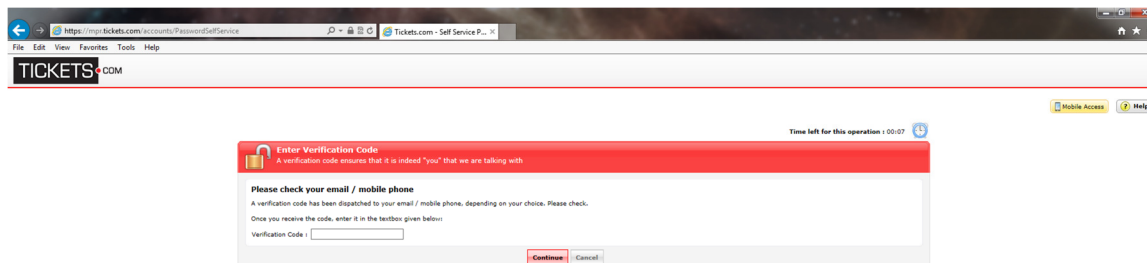 https://mpr.tickets.com/accounts/PasswordSelfService
Tickets.com - Self Service P...
File Edit View Favorites Tools Help
TICKETS.COM
Mobile Access
Help
Time left for this operation : 00:07
Enter Verification Code
A verification code ensures that it is indeed "you" that we are talking with
Please check your email / mobile phone
A verification code has been dispatched to your email / mobile phone, depending on your choice. Please check.
Once you receive the code, enter it in the textbox given below:
Verification Code :
Continue Cancel